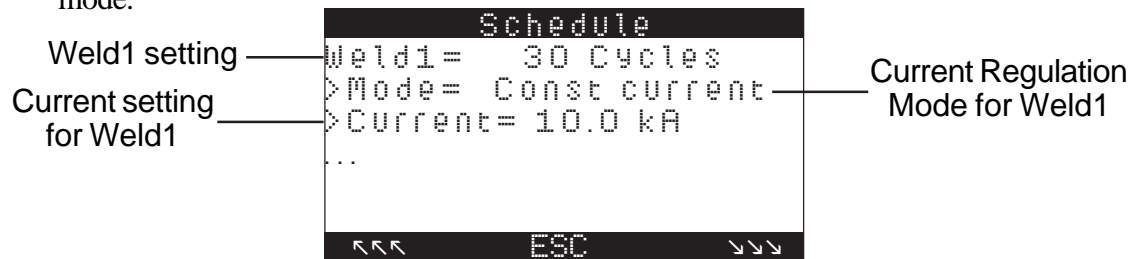 mode.
Schedule
Weld1 setting
Weld1= 30 Cycles
>Mode= Const current
Current Regulation
Mode for Weld1
Current setting
for Weld1
>Current= 10.0 kA
...
↖↖↖ ESC ↘↘↘